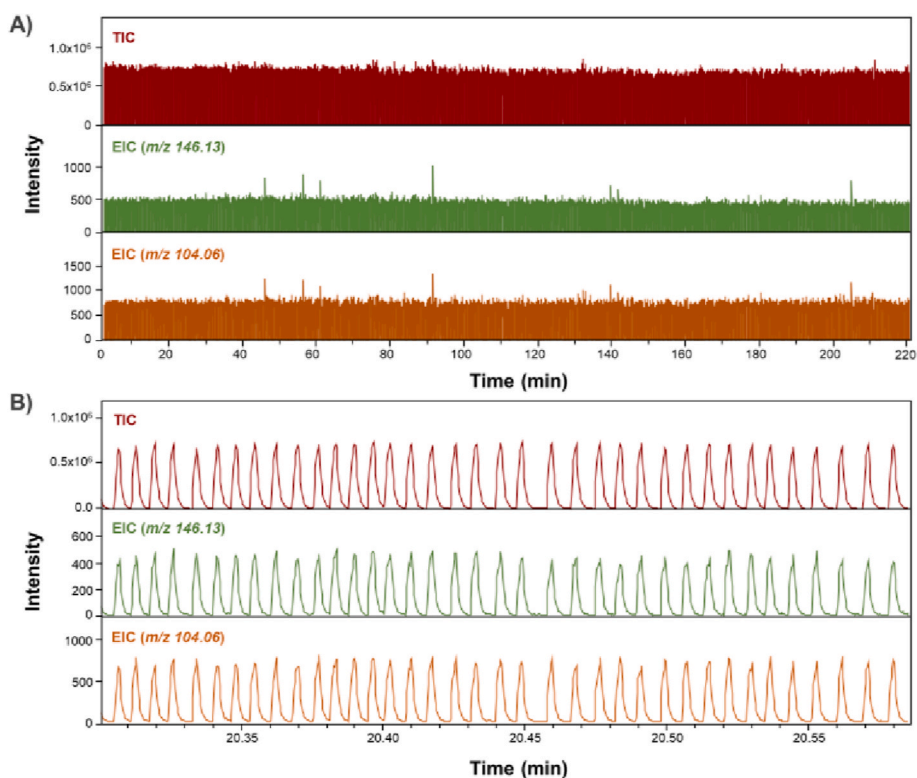 A)
TIC
1.0x10⁶
0.5x10⁶
0
EIC (m/z 146.13)
1000
500
0
EIC (m/z 104.06)
1500
1000
500
0
Intensity
0 20 40 60 80 100 120 140 160 180 200 220
Time (min)
B)
TIC
1.0x10⁶
0.5x10⁶
0.0
EIC (m/z 146.13)
600
400
200
0
EIC (m/z 104.06)
1000
500
0
Intensity
20.35 20.40 20.45 20.50 20.55
Time (min)